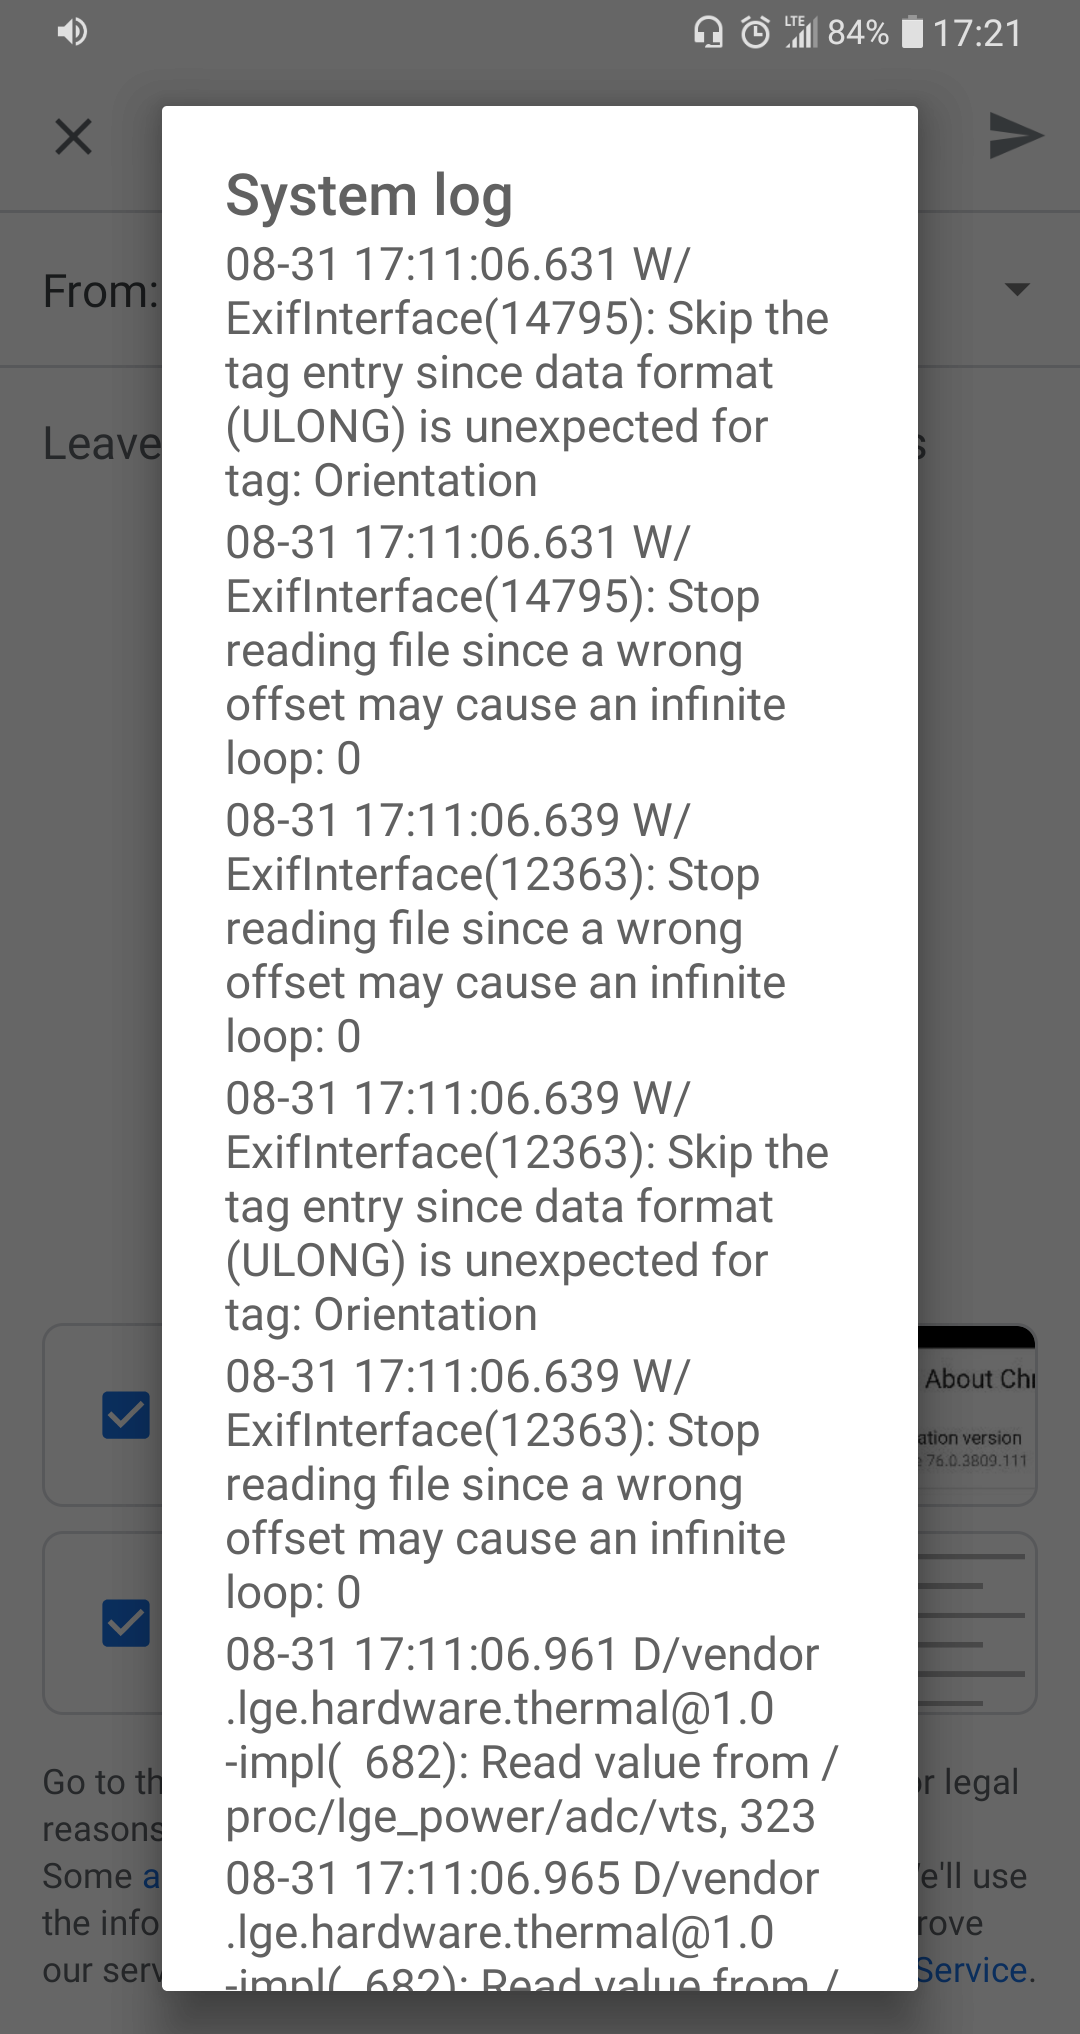 LTE 84% 17:21
System log
08-31 17:11:06.631 W/
ExifInterface(14795): Skip the
tag entry since data format
(ULONG) is unexpected for
tag: Orientation
08-31 17:11:06.631 W/
ExifInterface(14795): Stop
reading file since a wrong
offset may cause an infinite
loop: 0
08-31 17:11:06.639 W/
ExifInterface(12363): Stop
reading file since a wrong
offset may cause an infinite
loop: 0
08-31 17:11:06.639 W/
ExifInterface(12363): Skip the
tag entry since data format
(ULONG) is unexpected for
tag: Orientation
08-31 17:11:06.639 W/
ExifInterface(12363): Stop
reading file since a wrong
offset may cause an infinite
loop: 0
08-31 17:11:06.961 D/vendor
.lge.hardware.thermal@1.0
-impl(  682): Read value from /
proc/lge_power/adc/vts, 323
08-31 17:11:06.965 D/vendor
.lge.hardware.thermal@1.0
-impl(  682): Read value from /
From:
Leave
About
ation version
76.0.3809.111
Go to th
r legal
reasons
Some a
e'll use
the info
rove
our serv
Service.